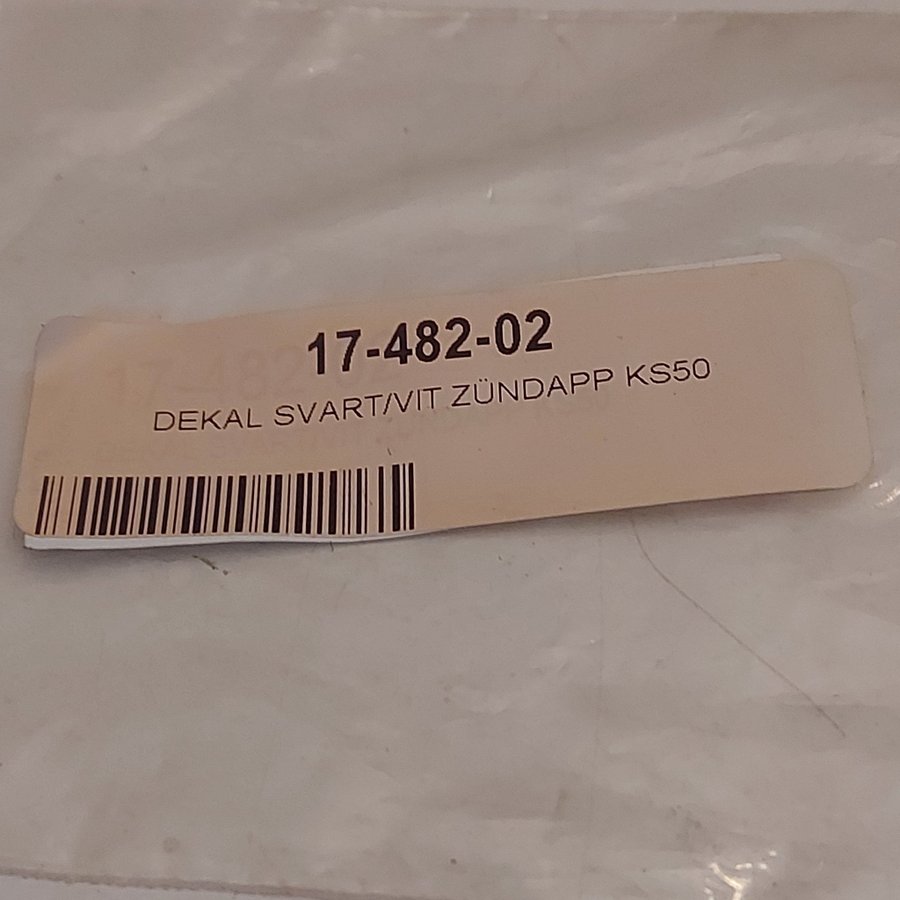 17-482-02
DEKAL SVART/VIT ZÜNDAPP KS50